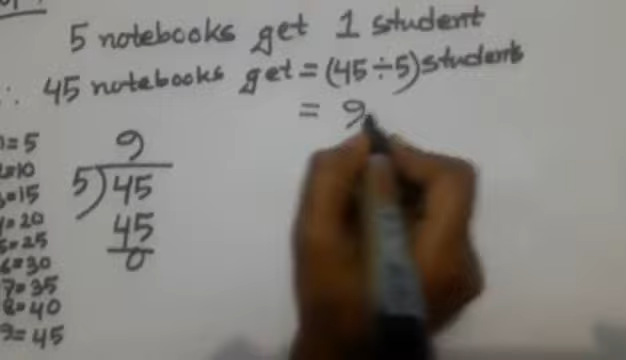 5 notebooks get 1 student
∴ 45 notebooks get = (45 ÷ 5) students
= 9
9
5) 45
45
0
= 5
= 10
= 15
= 20
= 25
6 = 30
7 = 35
8 = 40
9 = 45